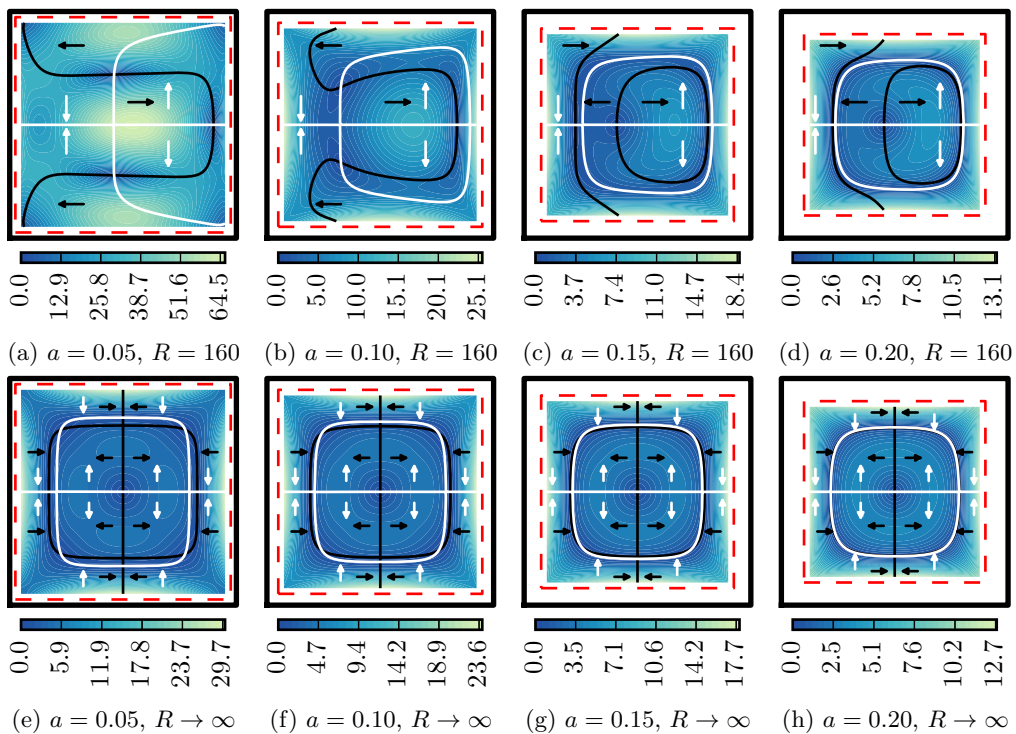 0.0 12.9 25.8 38.7 51.6 64.5 0.0 5.0 10.0 15.1 20.1 25.1 0.0 3.7 7.4 11.0 14.7 18.4 0.0 2.6 5.2 7.8 10.5 13.1
(a) a = 0.05, R = 160 (b) a = 0.10, R = 160 (c) a = 0.15, R = 160 (d) a = 0.20, R = 160
0.0 5.9 11.9 17.8 23.7 29.7 0.0 4.7 9.4 14.2 18.9 23.6 0.0 3.5 7.1 10.6 14.2 17.7 0.0 2.5 5.1 7.6 10.2 12.7
(e) a = 0.05, R → ∞ (f) a = 0.10, R → ∞ (g) a = 0.15, R → ∞ (h) a = 0.20, R → ∞